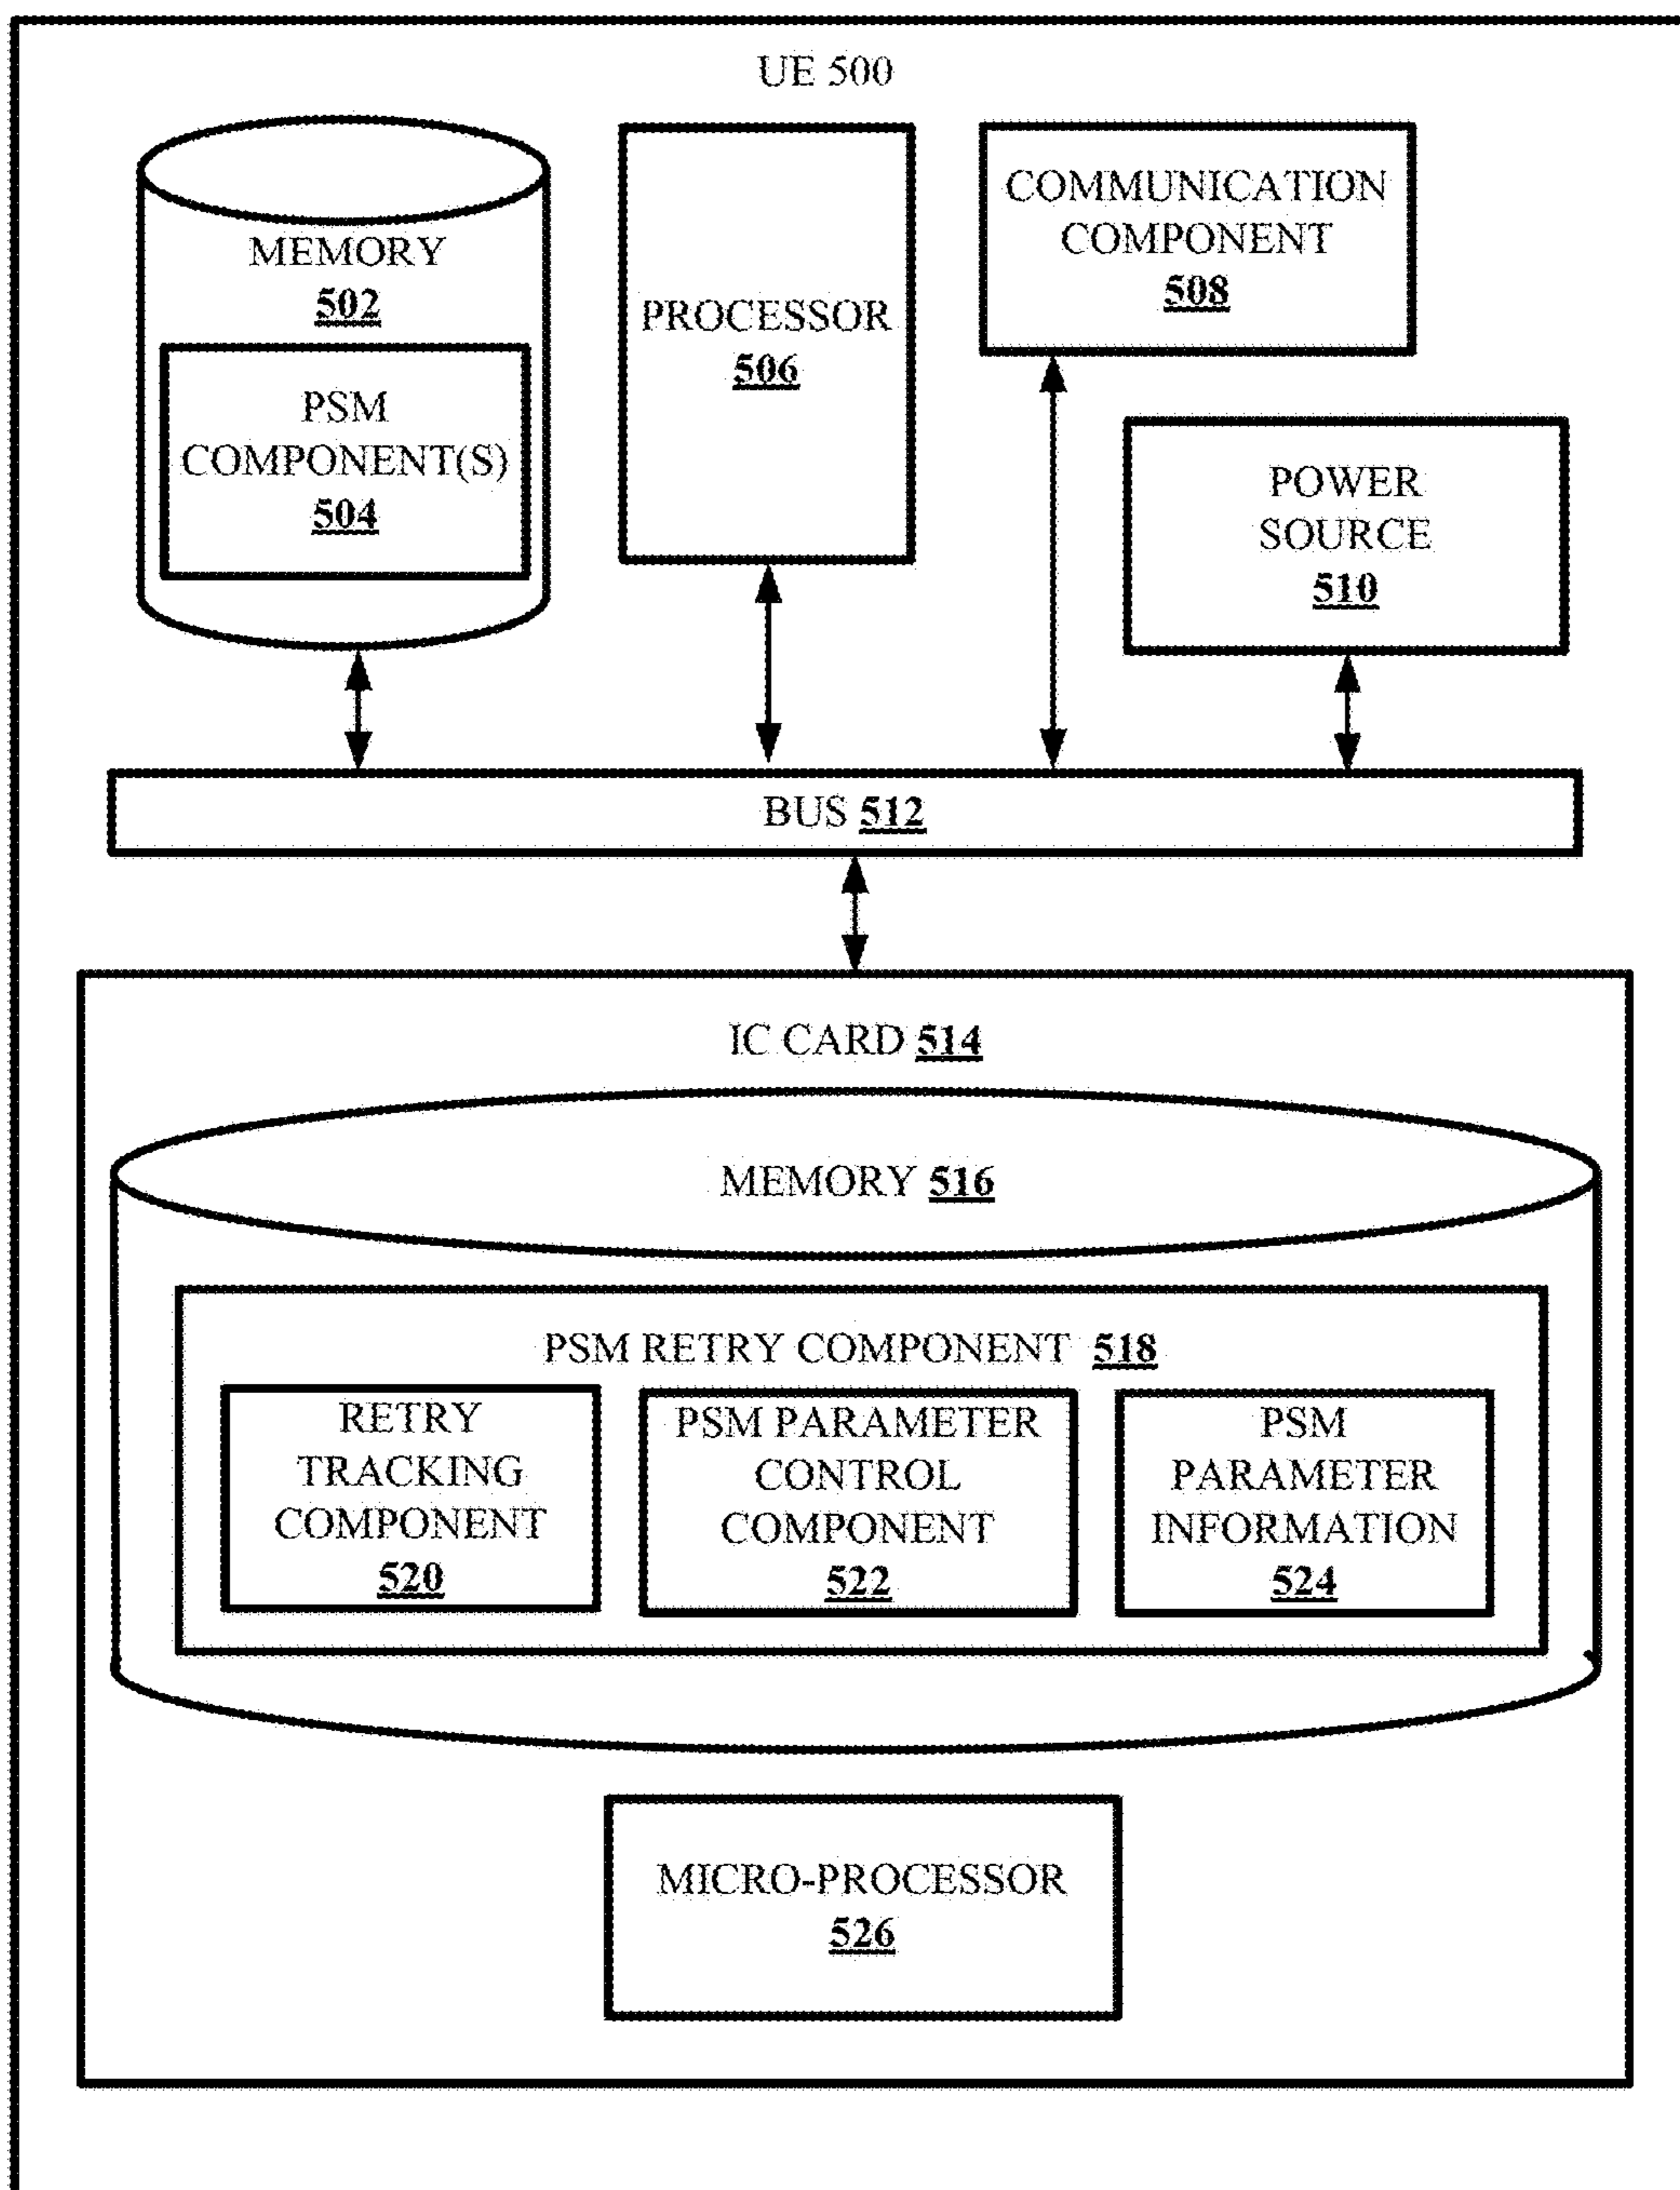 UE 500
MEMORY
502
PSM
COMPONENT(S)
504
PROCESSOR
506
COMMUNICATION
COMPONENT
508
POWER
SOURCE
510
BUS 512
IC CARD 514
MEMORY 516
PSM RETRY COMPONENT 518
RETRY
TRACKING
COMPONENT
520
PSM PARAMETER
CONTROL
COMPONENT
522
PSM
PARAMETER
INFORMATION
524
MICRO-PROCESSOR
526